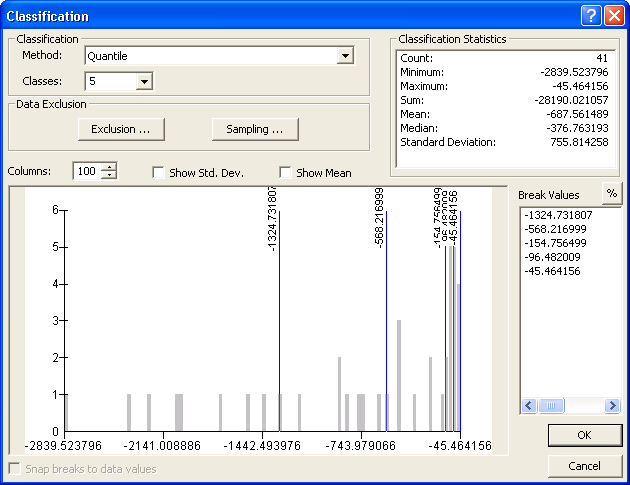 Classification
Classification
Method: Quantile
Classes: 5
Data Exclusion
Exclusion ...
Sampling ...
Classification Statistics
Count: 41
Minimum: -2839.523796
Maximum: -45.464156
Sum: -28190.021057
Mean: -687.561489
Median: -376.763193
Standard Deviation: 755.814258
Columns: 100 Show Std. Dev. Show Mean
-1324.731807
-568.216999
-154.756499
-96.482009
-45.464156
6
5
4
3
2
1
0
-2839.523796 -2141.008886 -1442.493976 -743.979066 -45.464156
Break Values %
-1324.731807
-568.216999
-154.756499
-96.482009
-45.464156
OK
Cancel
Snap breaks to data values